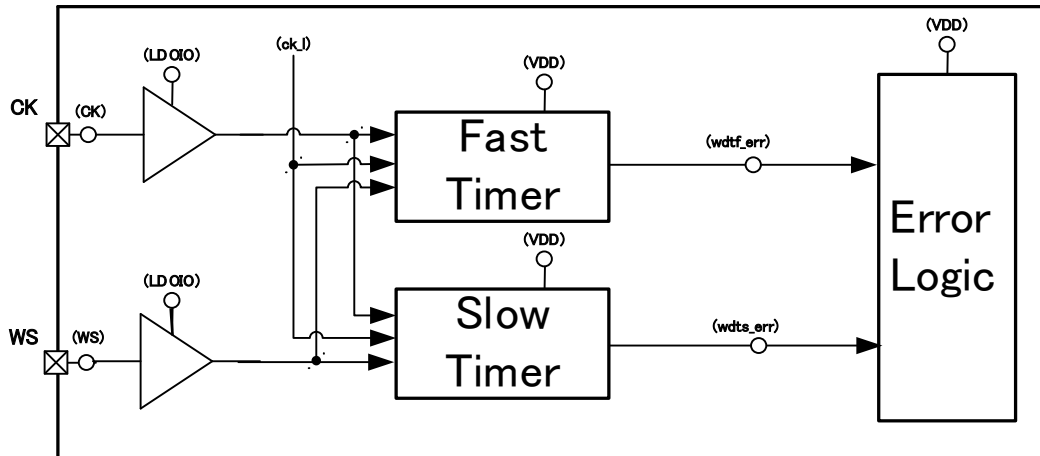 (VDD)
(LDOIO)
(ck_l)
(VDD)
CK
(CK)
Fast
Timer
(wdtf_err)
Error
Logic
(VDD)
(LDOIO)
WS
(WS)
Slow
Timer
(wdts_err)